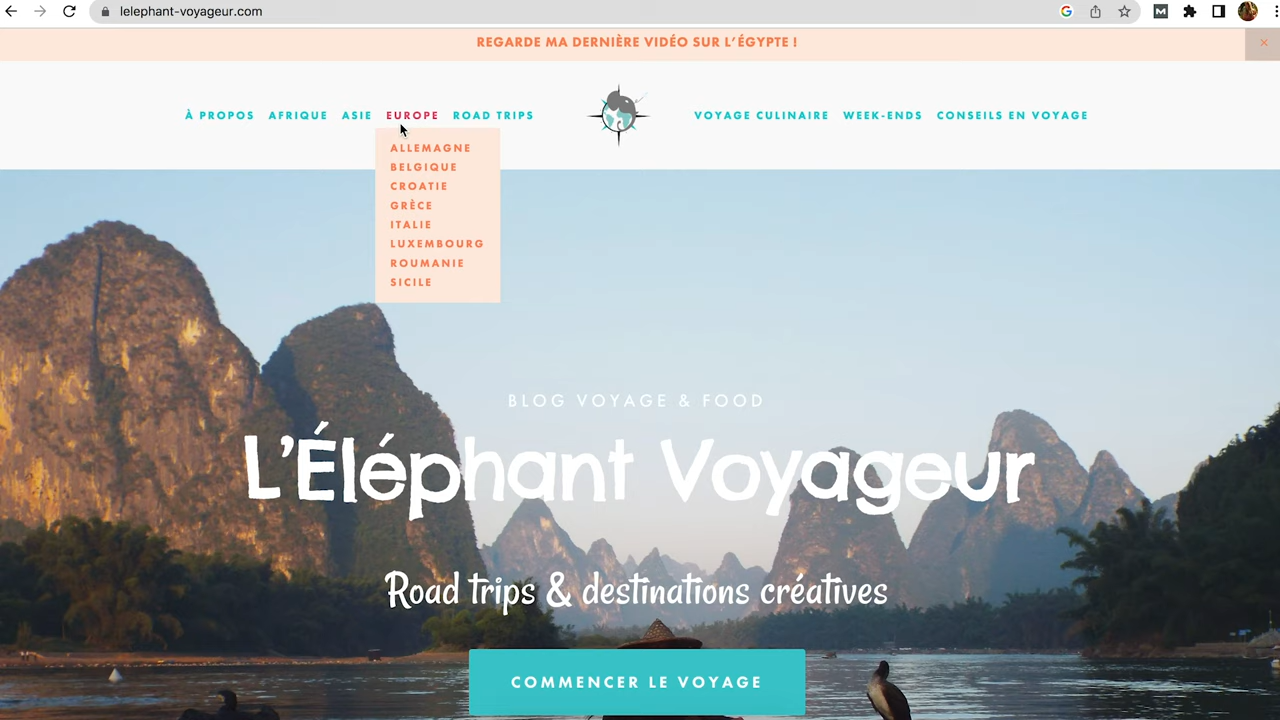 lelephant-voyageur.com
REGARDE MA DERNIÈRE VIDÉO SUR L'ÉGYPTE !
À PROPOS AFRIQUE ASIE EUROPE ROAD TRIPS VOYAGE CULINAIRE WEEK-ENDS CONSEILS EN VOYAGE
ALLEMAGNE
BELGIQUE
CROATIE
GRÈCE
ITALIE
LUXEMBOURG
ROUMANIE
SICILE
BLOG VOYAGE & FOOD
L'Éléphant Voyageur
Road trips & destinations créatives
COMMENCER LE VOYAGE